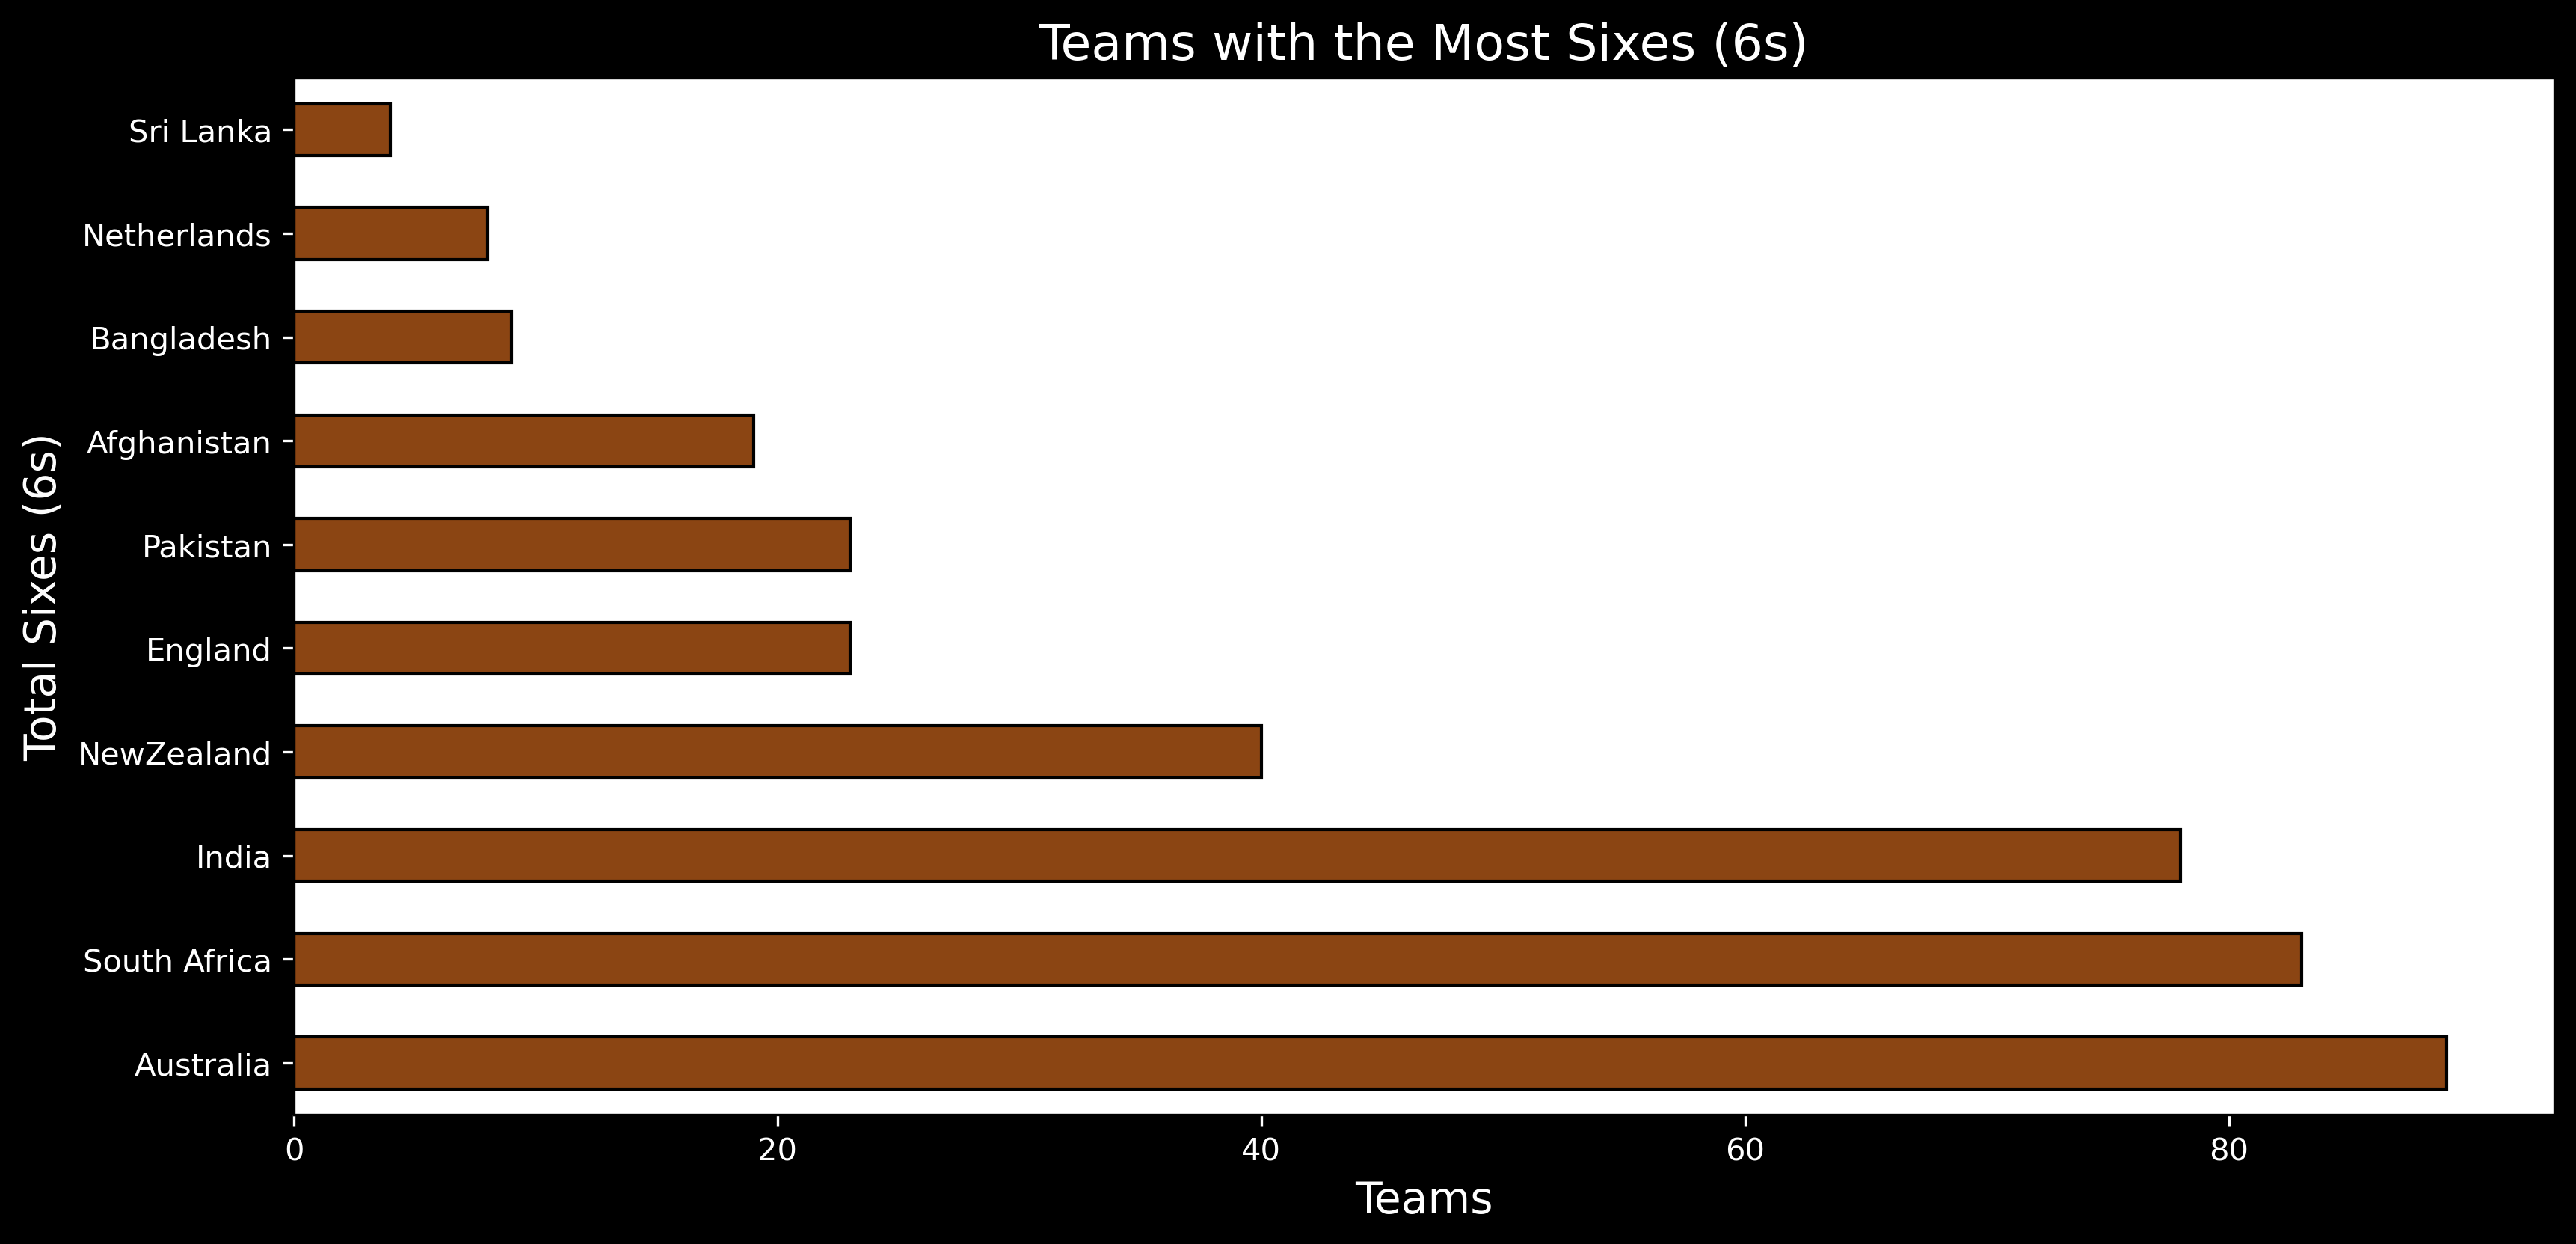 Teams with the Most Sixes (6s)
Total Sixes (6s)
Sri Lanka
Netherlands
Bangladesh
Afghanistan
Pakistan
England
NewZealand
India
South Africa
Australia
0 20 40 60 80
Teams